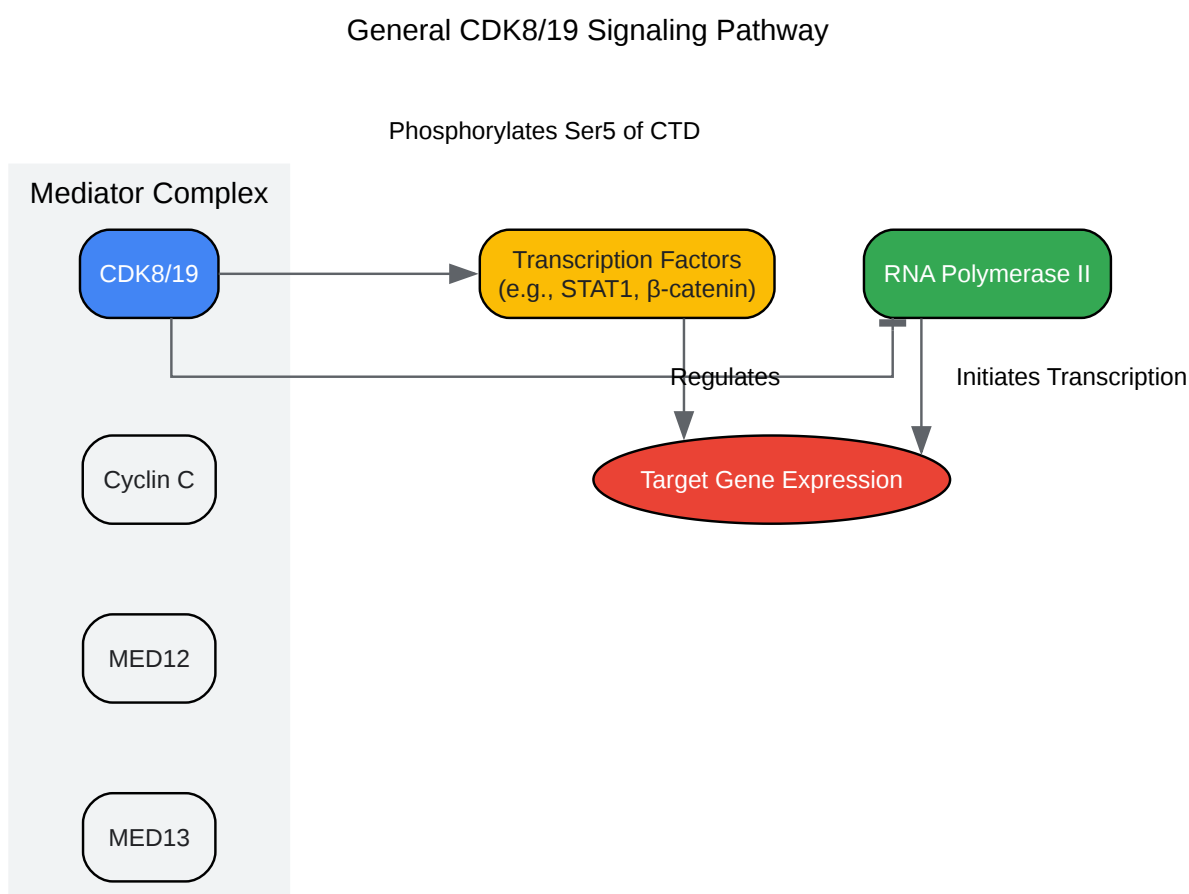 General CDK8/19 Signaling Pathway
Phosphorylates Ser5 of CTD
Mediator Complex
CDK8/19
Transcription Factors
(e.g., STAT1, β-catenin)
RNA Polymerase II
Regulates
Initiates Transcription
Cyclin C
Target Gene Expression
MED12
MED13